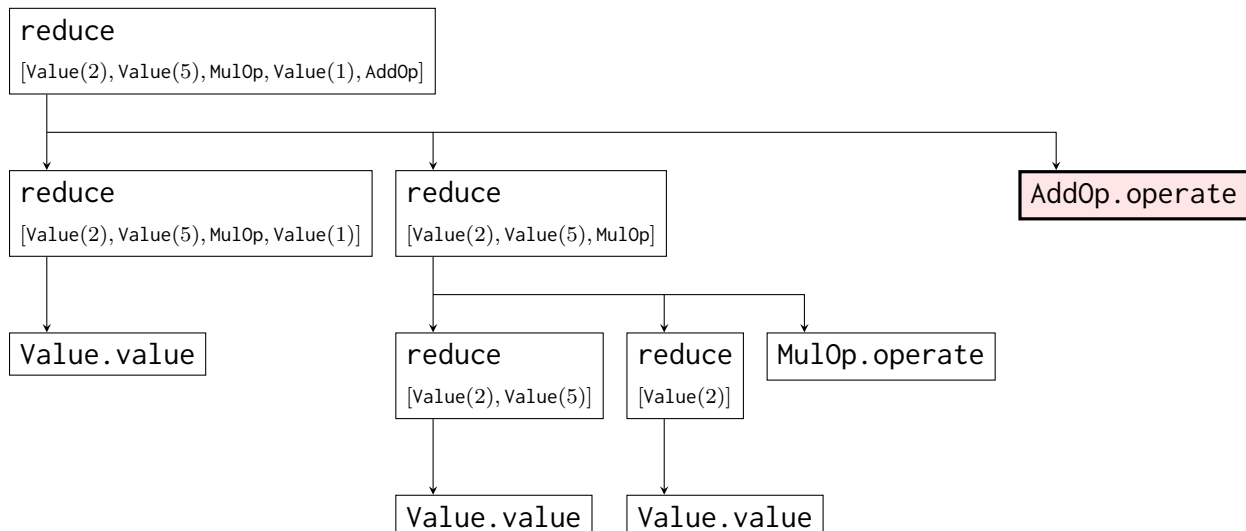 reduce
[Value(2), Value(5), MulOp, Value(1), AddOp]
reduce
[Value(2), Value(5), MulOp, Value(1)]
reduce
[Value(2), Value(5), MulOp]
AddOp.operate
Value.value
reduce
[Value(2), Value(5)]
reduce
[Value(2)]
MulOp.operate
Value.value
Value.value